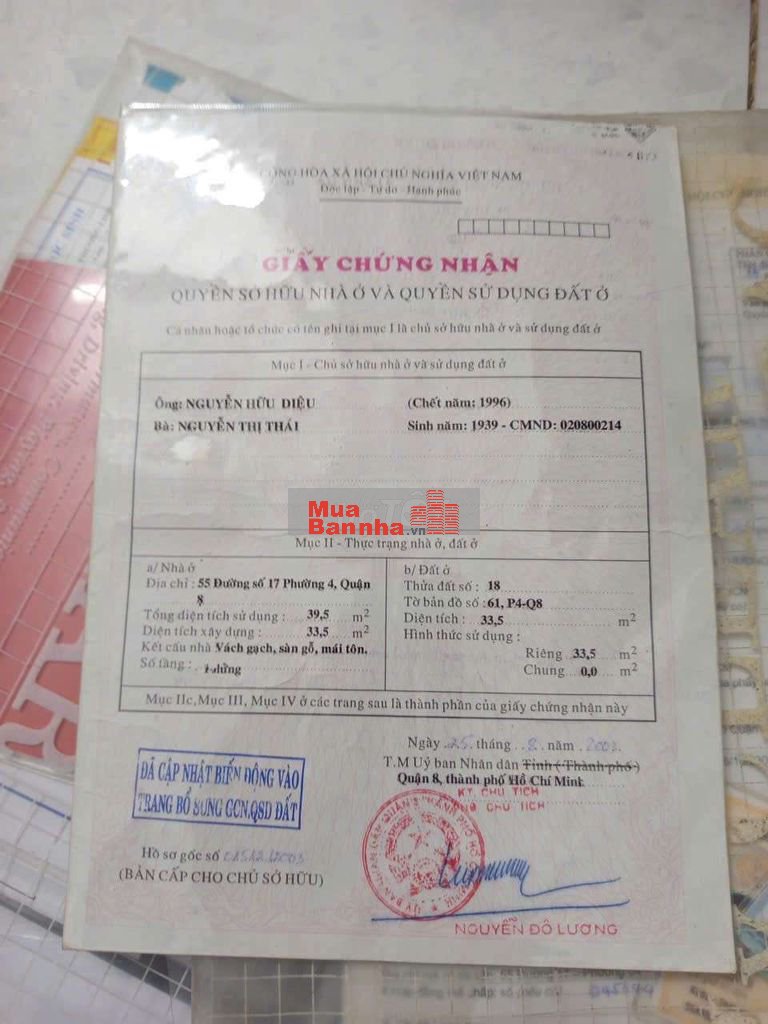 CỘNG HÒA XÃ HỘI CHỦ NGHĨA VIỆT NAM
Độc lập - Tự do - Hạnh phúc
GIẤY CHỨNG NHẬN
QUYỀN SỞ HỮU NHÀ Ở VÀ QUYỀN SỬ DỤNG ĐẤT Ở
Cá nhân hoặc tổ chức có tên ghi tại mục I là chủ sở hữu nhà ở và sử dụng đất ở
Mục I - Chủ sở hữu nhà ở và sử dụng đất ở
Ông: NGUYỄN HỮU DIỆU (Chết năm: 1996)
Bà: NGUYỄN THỊ THÁI Sinh năm: 1939 - CMND: 020800214
Mua
Bannha.vn
Mục II - Thực trạng nhà ở, đất ở
a/ Nhà ở
Địa chỉ : 55 Đường số 17 Phường 4, Quận
8
Tổng diện tích sử dụng : 39,5 m2
Diện tích xây dựng : 33,5 m2
Kết cấu nhà Vách gạch, sàn gỗ, mái tôn.
Số tầng : 1 lửng
b/ Đất ở
Thửa đất số : 18
Tờ bản đồ số : 61, P4-Q8
Diện tích : 33,5 m2
Hình thức sử dụng :
Riêng 33,5 m2
Chung 0,0 m2
Mục IIc, Mục III, Mục IV ở các trang sau là thành phần của giấy chứng nhận này
Ngày 25 tháng 8 năm 2003
T.M Uỷ ban Nhân dân Tỉnh ( Thành phố )
Quận 8, thành phố Hồ Chí Minh
KT. CHỦ TỊCH
PHÓ CHỦ TỊCH
ĐÃ CẬP NHẬT BIẾN ĐỘNG VÀO
TRANG BỔ SUNG GCN.QSD ĐẤT
Hồ sơ gốc số
(BẢN CẤP CHO CHỦ SỞ HỮU)
NGUYỄN ĐÔ LƯƠNG